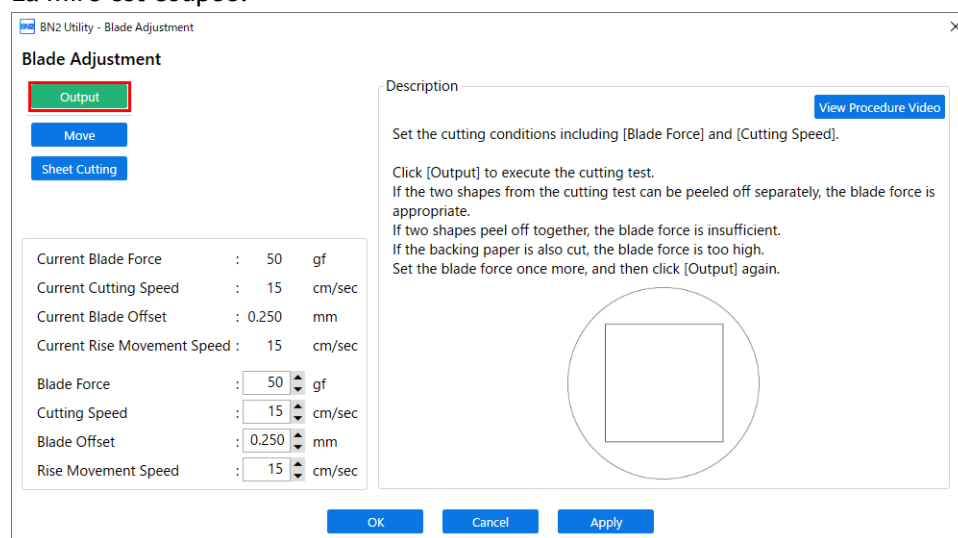 La mire est coupée.
BN2 BN2 Utility - Blade Adjustment
Blade Adjustment
Output
Move
Sheet Cutting
Description
View Procedure Video
Set the cutting conditions including [Blade Force] and [Cutting Speed].
Click [Output] to execute the cutting test.
If the two shapes from the cutting test can be peeled off separately, the blade force is
appropriate.
If two shapes peel off together, the blade force is insufficient.
If the backing paper is also cut, the blade force is too high.
Set the blade force once more, and then click [Output] again.
Current Blade Force : 50 gf
Current Cutting Speed : 15 cm/sec
Current Blade Offset : 0.250 mm
Current Rise Movement Speed : 15 cm/sec
Blade Force : 50 gf
Cutting Speed : 15 cm/sec
Blade Offset : 0.250 mm
Rise Movement Speed : 15 cm/sec
OK Cancel Apply